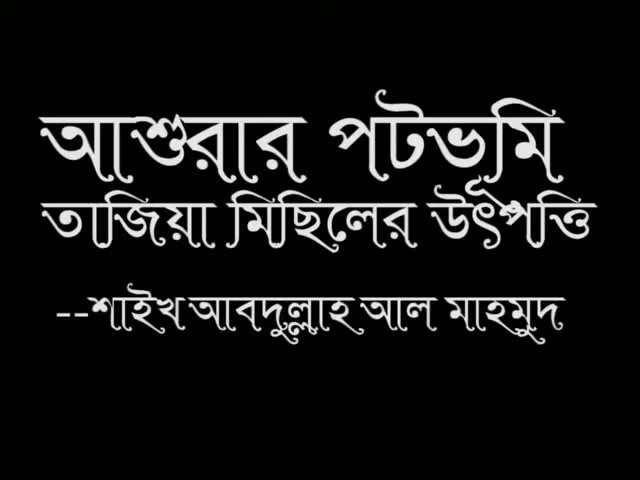 আশুরার পটভূমি
তাজিয়া মিছিলের উৎপত্তি
--শাইখ আবদুল্লাহ আল মাহমুদ